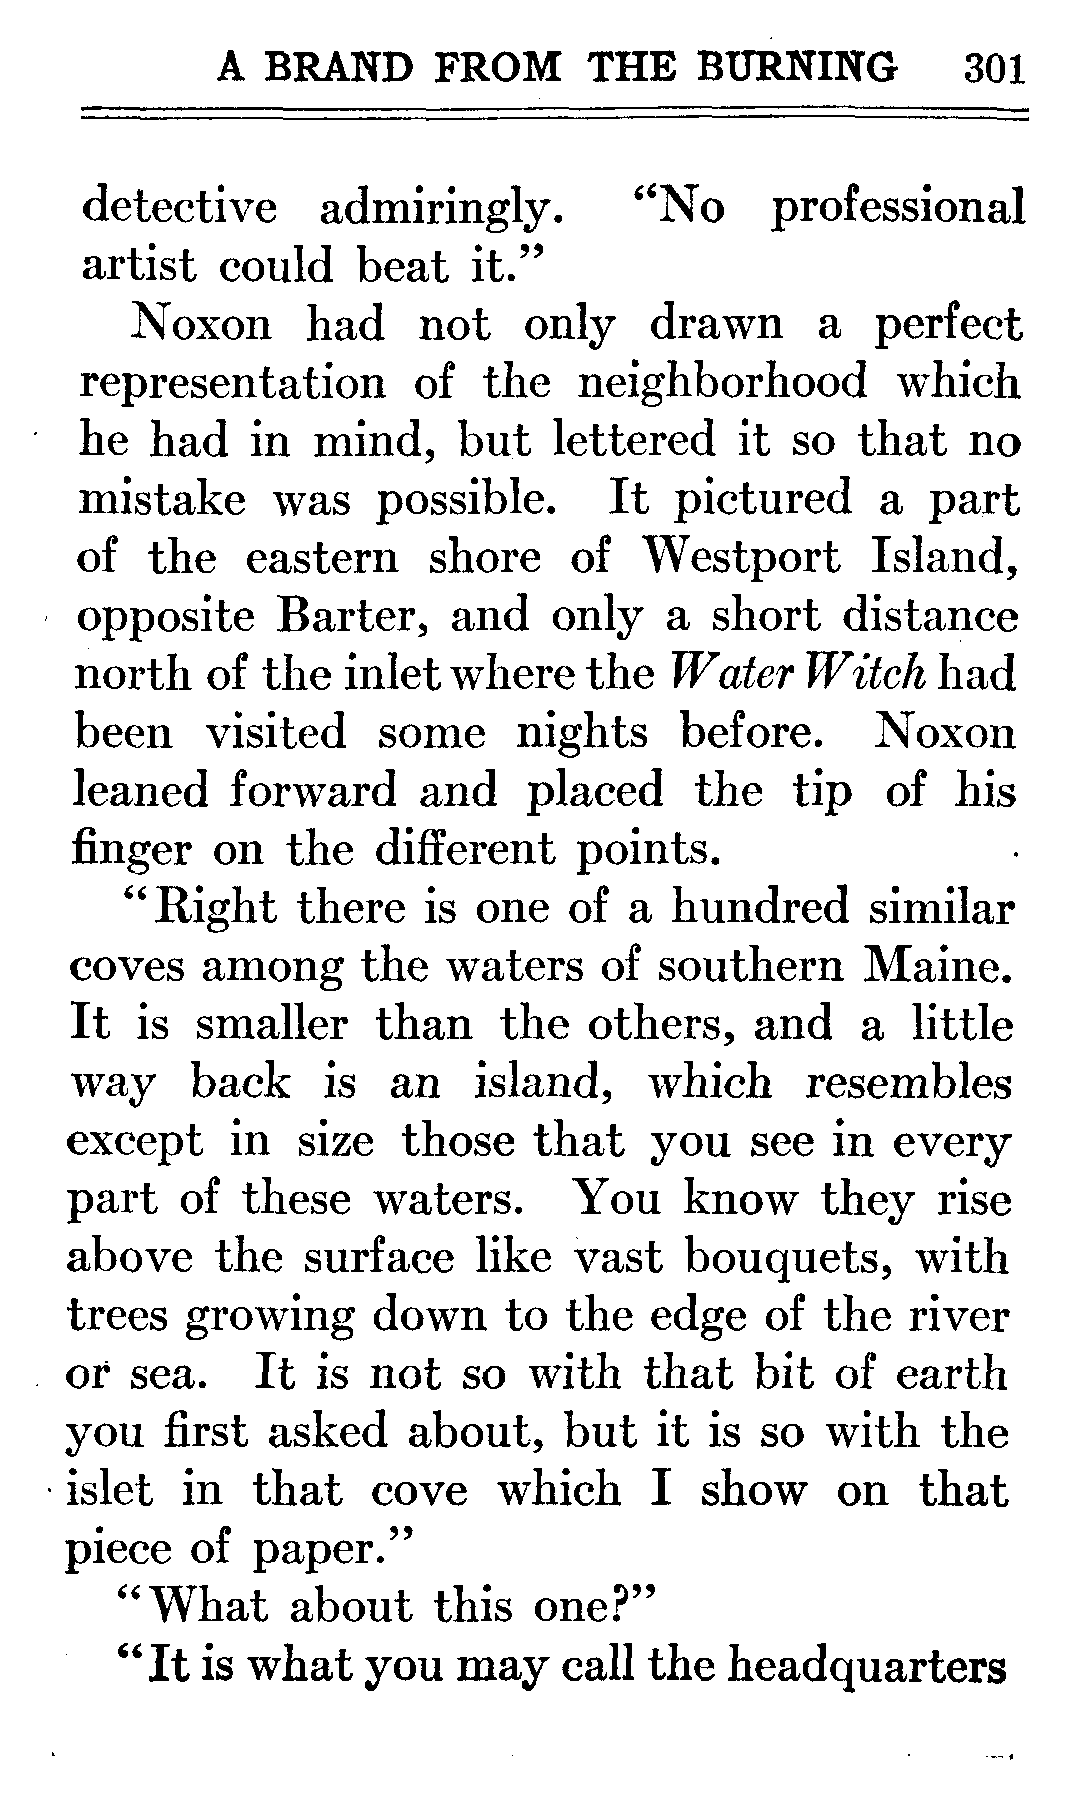 A BRAND FROM THE BURNING 301
detective admiringly. “No professional
artist could beat it.”
Noxon had not only drawn a perfect
representation of the neighborhood which
he had in mind, but lettered it so that no
mistake was possible. It pictured a part
of the eastern shore of Westport Island,
opposite Barter, and only a short distance
north of the inlet where the Water Witch had
been visited some nights before. Noxon
leaned forward and placed the tip of his
finger on the different points.
“Right there is one of a hundred similar
coves among the waters of southern Maine.
It is smaller than the others, and a little
way back is an island, which resembles
except in size those that you see in every
part of these waters. You know they rise
above the surface like vast bouquets, with
trees growing down to the edge of the river
or sea. It is not so with that bit of earth
you first asked about, but it is so with the
islet in that cove which I show on that
piece of paper.”
“What about this one?”
“It is what you may call the headquarters